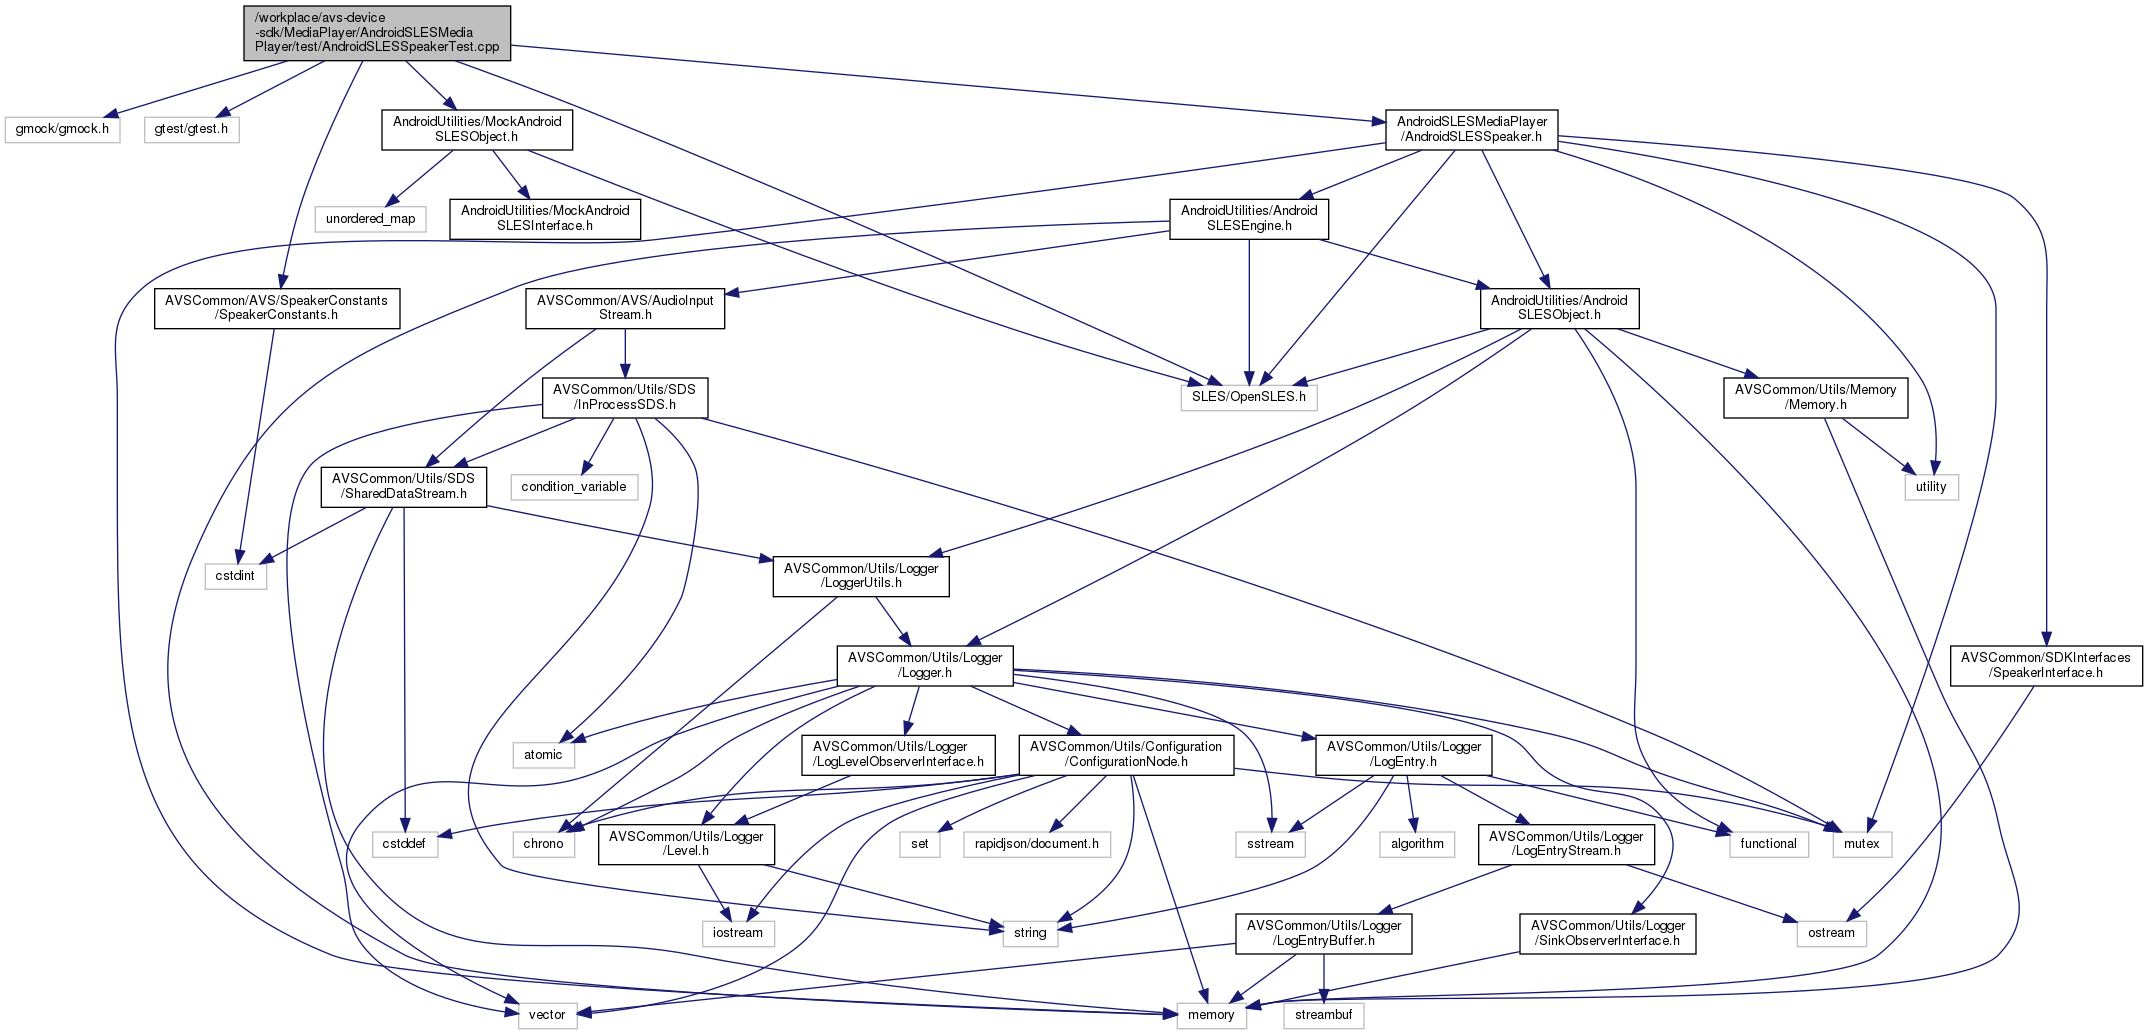 /workplace/avs-device
-sdk/MediaPlayer/AndroidSLESMedia
Player/test/AndroidSLESSpeakerTest.cpp
gmock/gmock.h
gtest/gtest.h
AndroidUtilities/MockAndroid
SLESObject.h
AndroidSLESMediaPlayer
/AndroidSLESSpeaker.h
unordered_map
AndroidUtilities/MockAndroid
SLESInterface.h
AndroidUtilities/Android
SLESEngine.h
AVSCommon/AVS/SpeakerConstants
/SpeakerConstants.h
AVSCommon/AVS/AudioInput
Stream.h
AndroidUtilities/Android
SLESObject.h
AVSCommon/Utils/SDS
/InProcessSDS.h
SLES/OpenSLES.h
AVSCommon/Utils/Memory
/Memory.h
AVSCommon/Utils/SDS
/SharedDataStream.h
condition_variable
utility
cstdint
AVSCommon/Utils/Logger
/LoggerUtils.h
AVSCommon/Utils/Logger
/Logger.h
AVSCommon/SDKInterfaces
/SpeakerInterface.h
atomic
AVSCommon/Utils/Logger
/LogLevelObserverInterface.h
AVSCommon/Utils/Configuration
/ConfigurationNode.h
AVSCommon/Utils/Logger
/LogEntry.h
cstddef
chrono
AVSCommon/Utils/Logger
/Level.h
set
rapidjson/document.h
sstream
algorithm
AVSCommon/Utils/Logger
/LogEntryStream.h
functional
mutex
iostream
string
AVSCommon/Utils/Logger
/LogEntryBuffer.h
AVSCommon/Utils/Logger
/SinkObserverInterface.h
ostream
vector
memory
streambuf